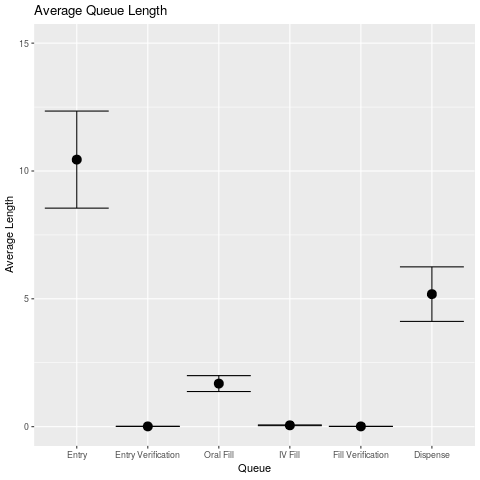 Average Queue Length
15
10
5
0
Average Length
Entry
Entry Verification
Oral Fill
IV Fill
Fill Verification
Dispense
Queue